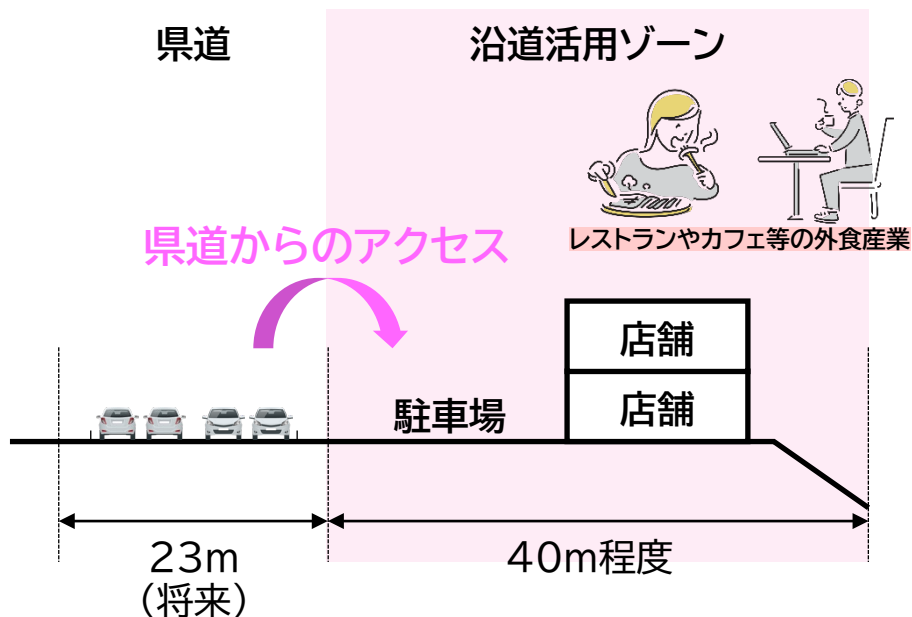 県道
沿道活用ゾーン
レストランやカフェ等の外食産業
県道からのアクセス
店舗
店舗
駐車場
23m
(将来)
40m程度